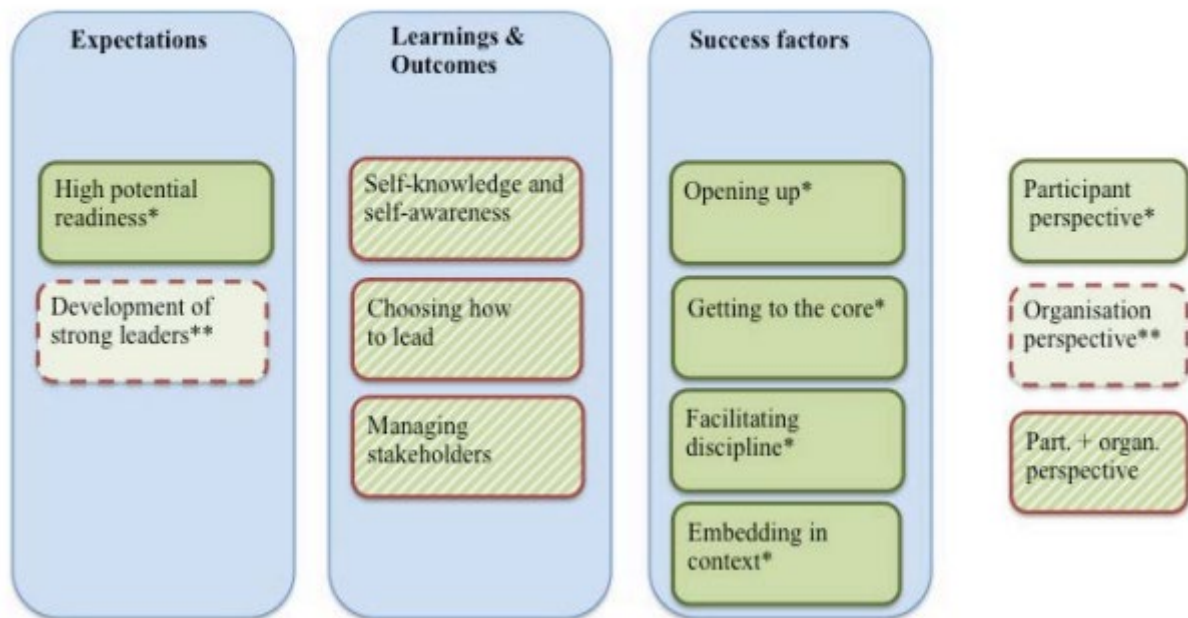 Expectations
High potential
readiness*
Development of
strong leaders**
Learnings &
Outcomes
Self-knowledge and
self-awareness
Choosing how
to lead
Managing
stakeholders
Success factors
Opening up*
Getting to the core*
Facilitating
discipline*
Embedding in
context*
Participant
perspective*
Organisation
perspective**
Part. + organ.
perspective